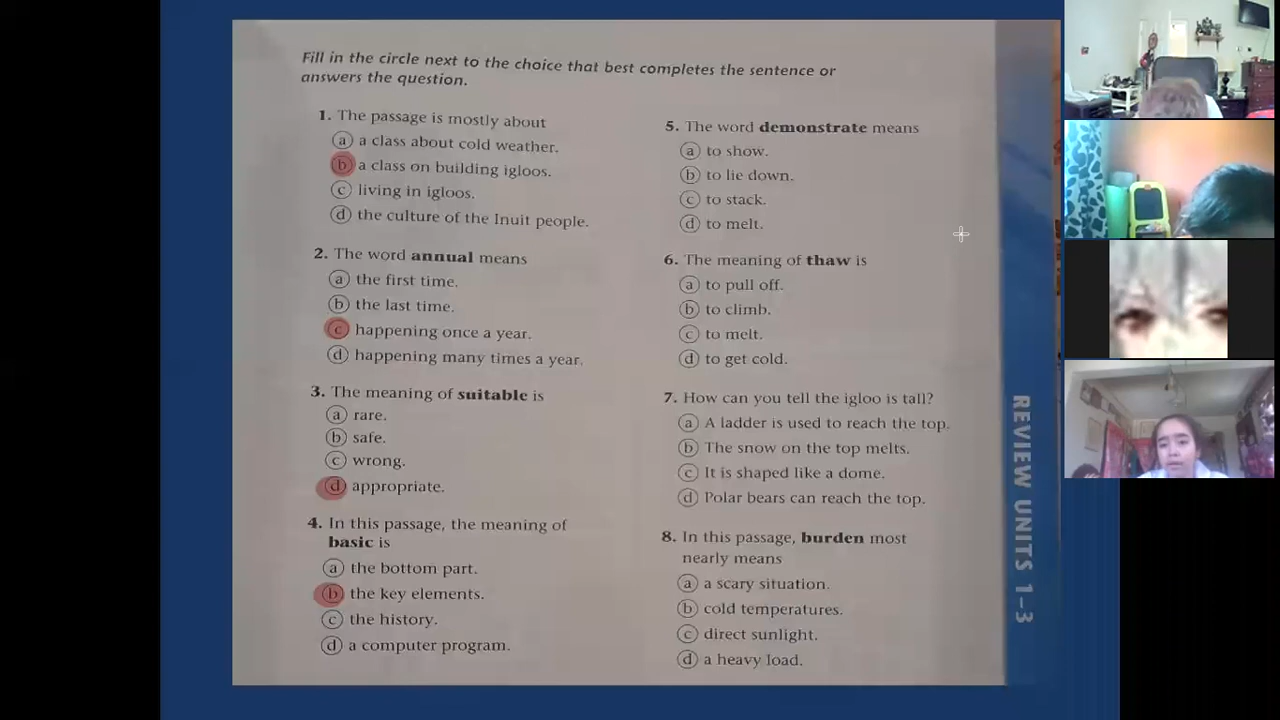 Fill in the circle next to the choice that best completes the sentence or
answers the question.
1. The passage is mostly about
a a class about cold weather.
b a class on building igloos.
c living in igloos.
d the culture of the Inuit people.
2. The word annual means
a the first time.
b the last time.
c happening once a year.
d happening many times a year.
3. The meaning of suitable is
a rare.
b safe.
c wrong.
d appropriate.
4. In this passage, the meaning of
basic is
a the bottom part.
b the key elements.
c the history.
d a computer program.
5. The word demonstrate means
a to show.
b to lie down.
c to stack.
d to melt.
6. The meaning of thaw is
a to pull off.
b to climb.
c to melt.
d to get cold.
7. How can you tell the igloo is tall?
a A ladder is used to reach the top.
b The snow on the top melts.
c It is shaped like a dome.
d Polar bears can reach the top.
8. In this passage, burden most
nearly means
a a scary situation.
b cold temperatures.
c direct sunlight.
d a heavy load.
REVIEW UNITS 1–3